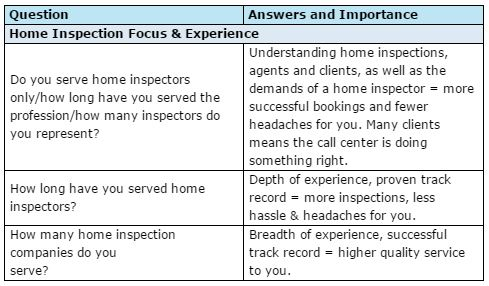 Question
Answers and Importance
Home Inspection Focus & Experience
Do you serve home inspectors
only/how long have you served the
profession/how many inspectors do
you represent?
Understanding home inspections,
agents and clients, as well as the
demands of a home inspector = more
successful bookings and fewer
headaches for you. Many clients
means the call center is doing
something right.
How long have you served home
inspectors?
Depth of experience, proven track
record = more inspections, less
hassle & headaches for you.
How many home inspection
companies do you
serve?
Breadth of experience, successful
track record = higher quality service
to you.